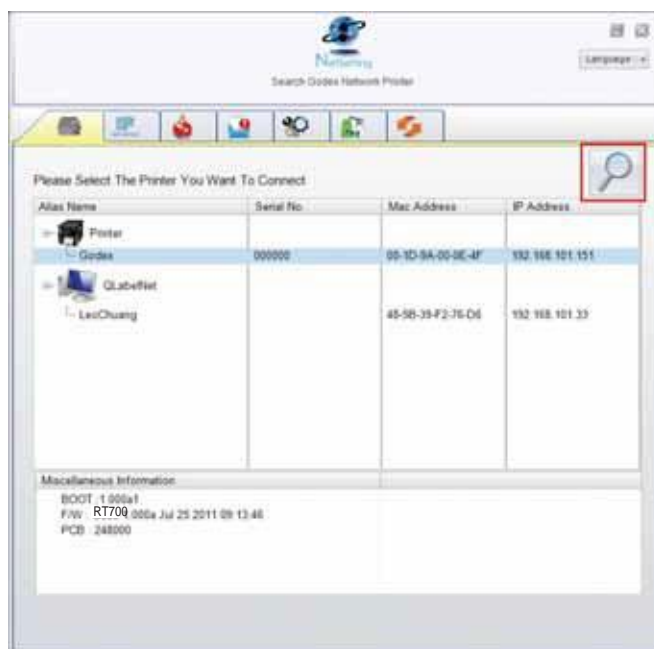 NetSetting
Search Godex Network Printer
Language
Please Select The Printer You Want To Connect
Alias Name Serial No. Mac Address IP Address
Printer
Godex 000000 00-1D-9A-00-0E-4F 192.168.101.151
QLabelNet
LeoChuang 48-5B-39-F2-76-D6 192.168.101.33
Miscellaneous Information
BOOT :1.000a1
F/W : RT700 1.000a Jul 25 2011 09:13:46
PCB : 248000